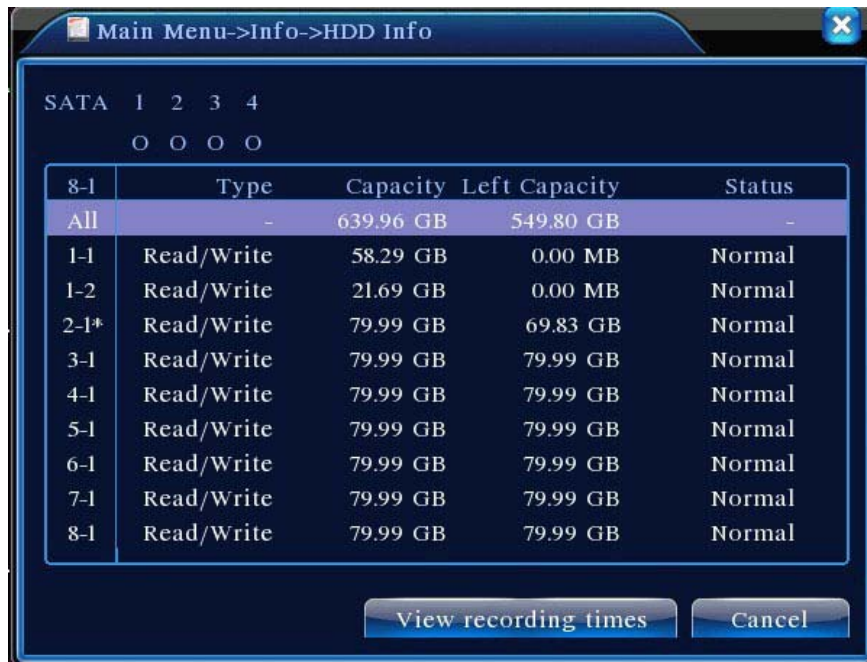 Main Menu->Info->HDD Info
SATA 1 2 3 4
O O O O
8-1 Type Capacity Left Capacity Status
All - 639.96 GB 549.80 GB -
1-1 Read/Write 58.29 GB 0.00 MB Normal
1-2 Read/Write 21.69 GB 0.00 MB Normal
2-1* Read/Write 79.99 GB 69.83 GB Normal
3-1 Read/Write 79.99 GB 79.99 GB Normal
4-1 Read/Write 79.99 GB 79.99 GB Normal
5-1 Read/Write 79.99 GB 79.99 GB Normal
6-1 Read/Write 79.99 GB 79.99 GB Normal
7-1 Read/Write 79.99 GB 79.99 GB Normal
8-1 Read/Write 79.99 GB 79.99 GB Normal
View recording times Cancel